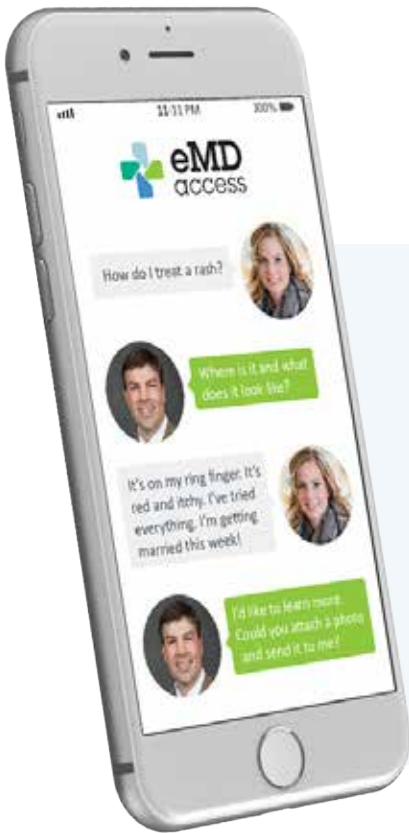 11:11 PM 100%
eMD
access
How do I treat a rash?
Where is it and what
does it look like?
It's on my ring finger. It's
red and itchy. I've tried
everything. I'm getting
married this week!
I'd like to learn more.
Could you attach a photo
and send it to me?